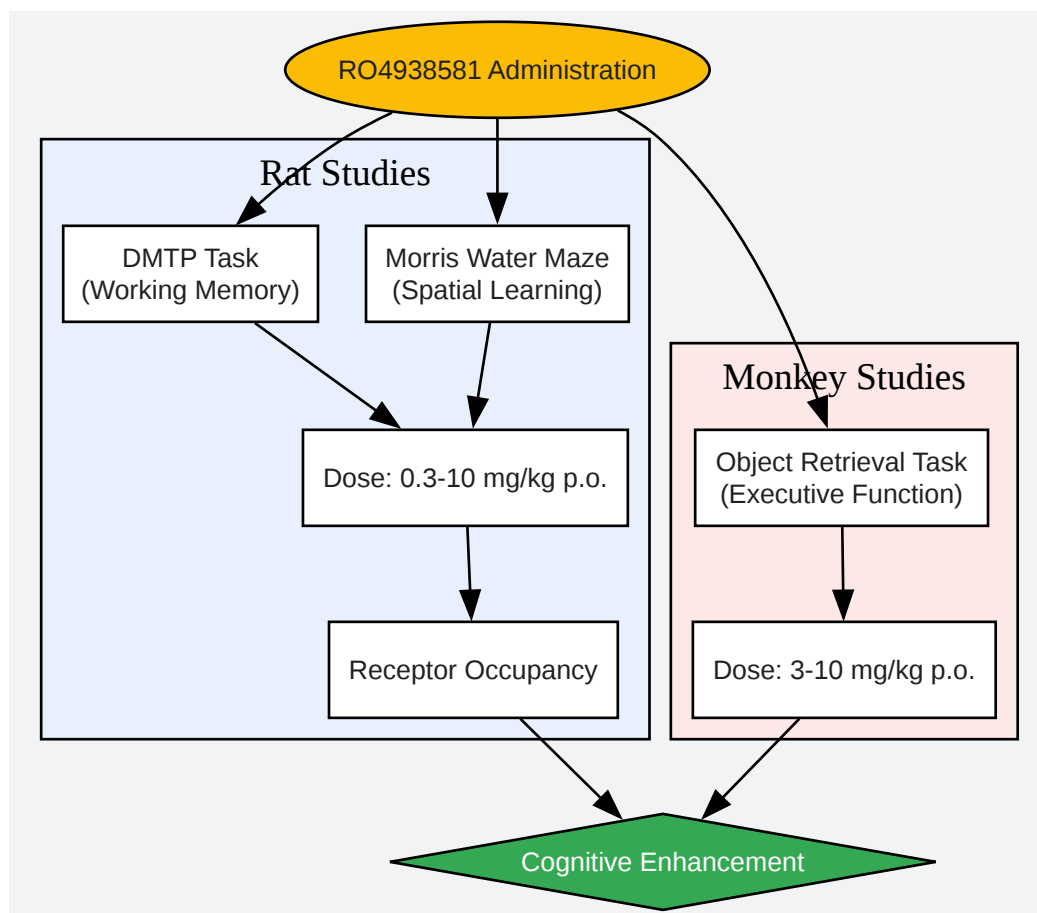 RO4938581 Administration
Rat Studies
DMTP Task
(Working Memory)
Morris Water Maze
(Spatial Learning)
Monkey Studies
Dose: 0.3-10 mg/kg p.o.
Object Retrieval Task
(Executive Function)
Receptor Occupancy
Dose: 3-10 mg/kg p.o.
Cognitive Enhancement